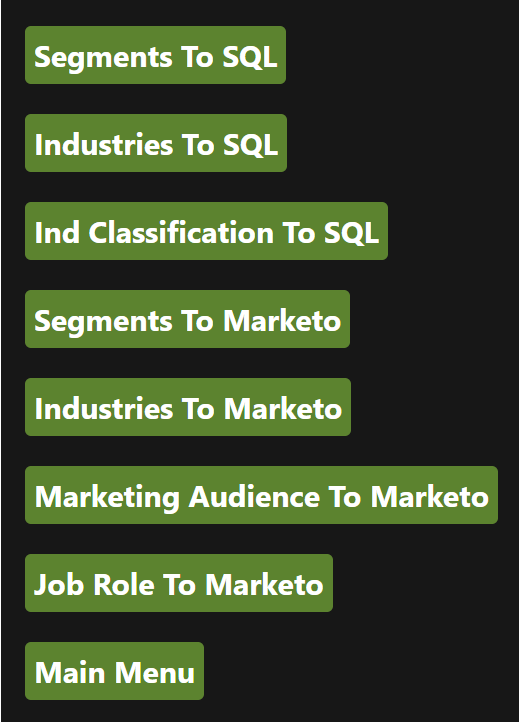 Segments To SQL
Industries To SQL
Ind Classification To SQL
Segments To Marketo
Industries To Marketo
Marketing Audience To Marketo
Job Role To Marketo
Main Menu